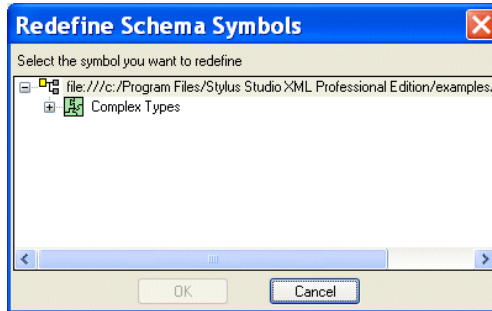 Redefine Schema Symbols
Select the symbol you want to redefine
file:///c:/Program Files/Stylus Studio XML Professional Edition/examples.
Complex Types
OK
Cancel